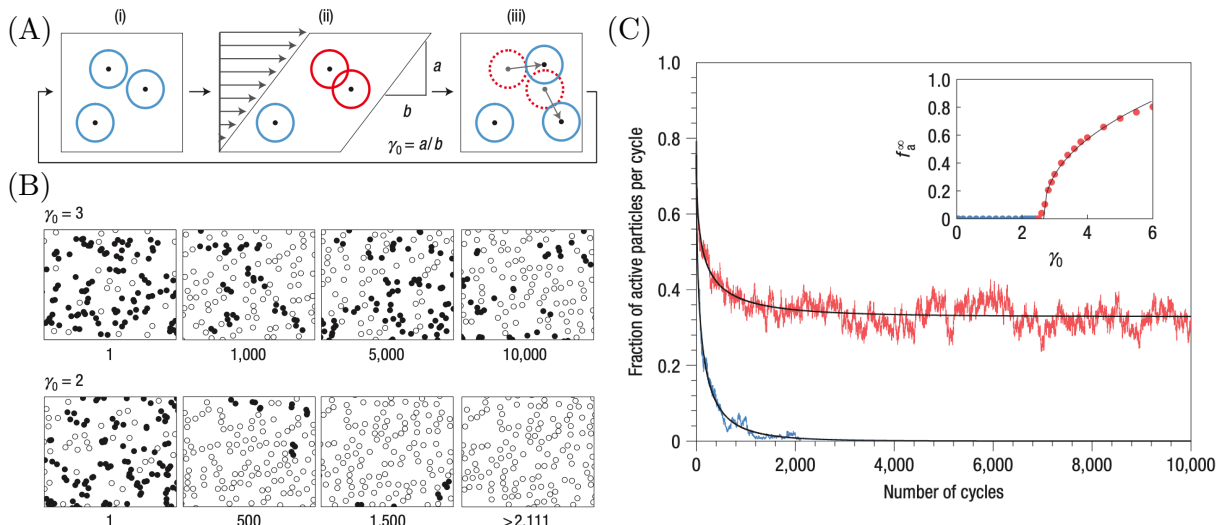 (A)
(i)
(ii)
(iii)
a
b
γ₀ = a/b
(B)
γ₀ = 3
1
1,000
5,000
10,000
γ₀ = 2
1
500
1,500
>2,111
(C)
Fraction of active particles per cycle
1.0
0.8
0.6
0.4
0.2
0
0
2,000
4,000
6,000
8,000
10,000
Number of cycles
f_a^∞
1.0
0.8
0.6
0.4
0.2
0
0
2
4
6
γ₀